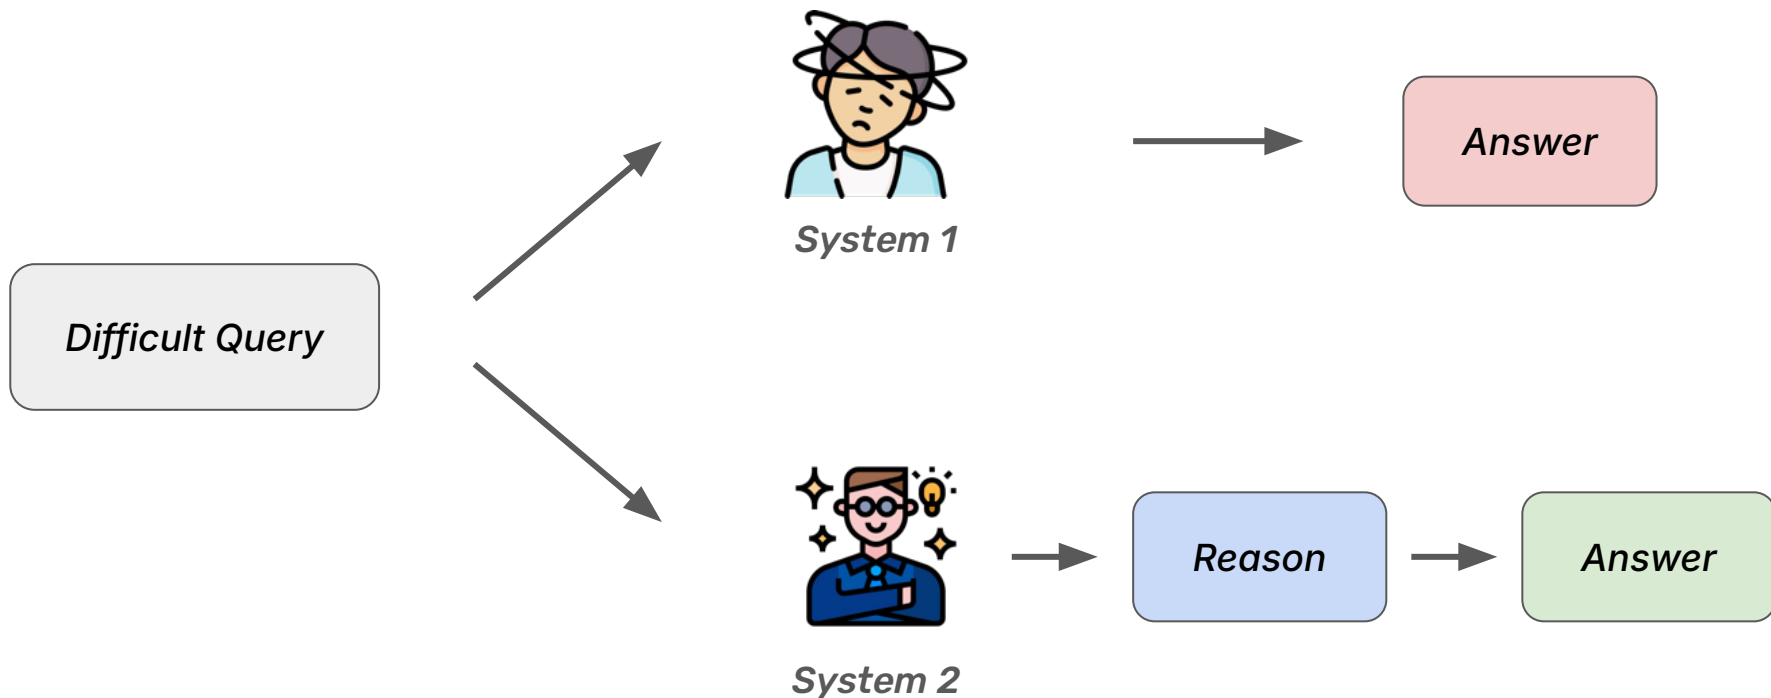 Answer
System 1
Difficult Query
Reason
Answer
System 2